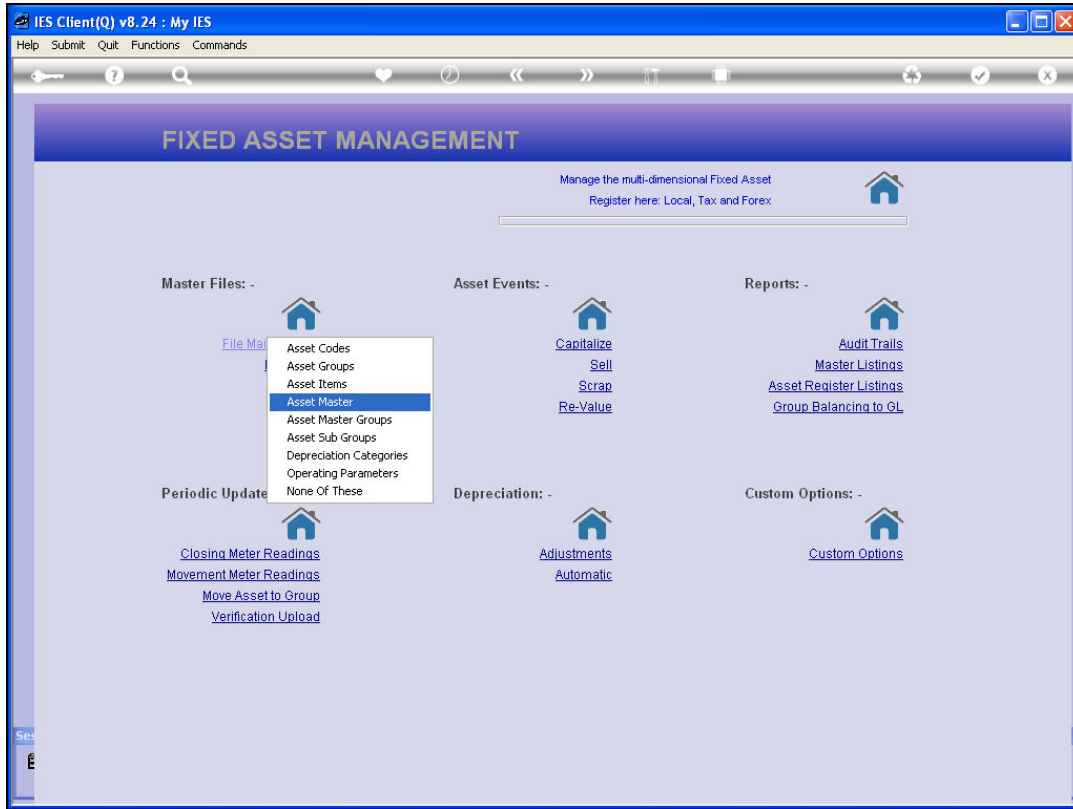 IES Client(Q) v8.24 : My IES
Help Submit Quit Functions Commands
FIXED ASSET MANAGEMENT
Manage the multi-dimensional Fixed Asset
Register here: Local, Tax and Forex
Master Files: -
Asset Events: -
Reports: -
File Mai
Asset Codes
Asset Groups
Asset Items
Asset Master
Asset Master Groups
Asset Sub Groups
Depreciation Categories
Operating Parameters
None Of These
Capitalize
Sell
Scrap
Re-Value
Audit Trails
Master Listings
Asset Register Listings
Group Balancing to GL
Periodic Update
Depreciation: -
Custom Options: -
Closing Meter Readings
Movement Meter Readings
Move Asset to Group
Verification Upload
Adjustments
Automatic
Custom Options
Ses